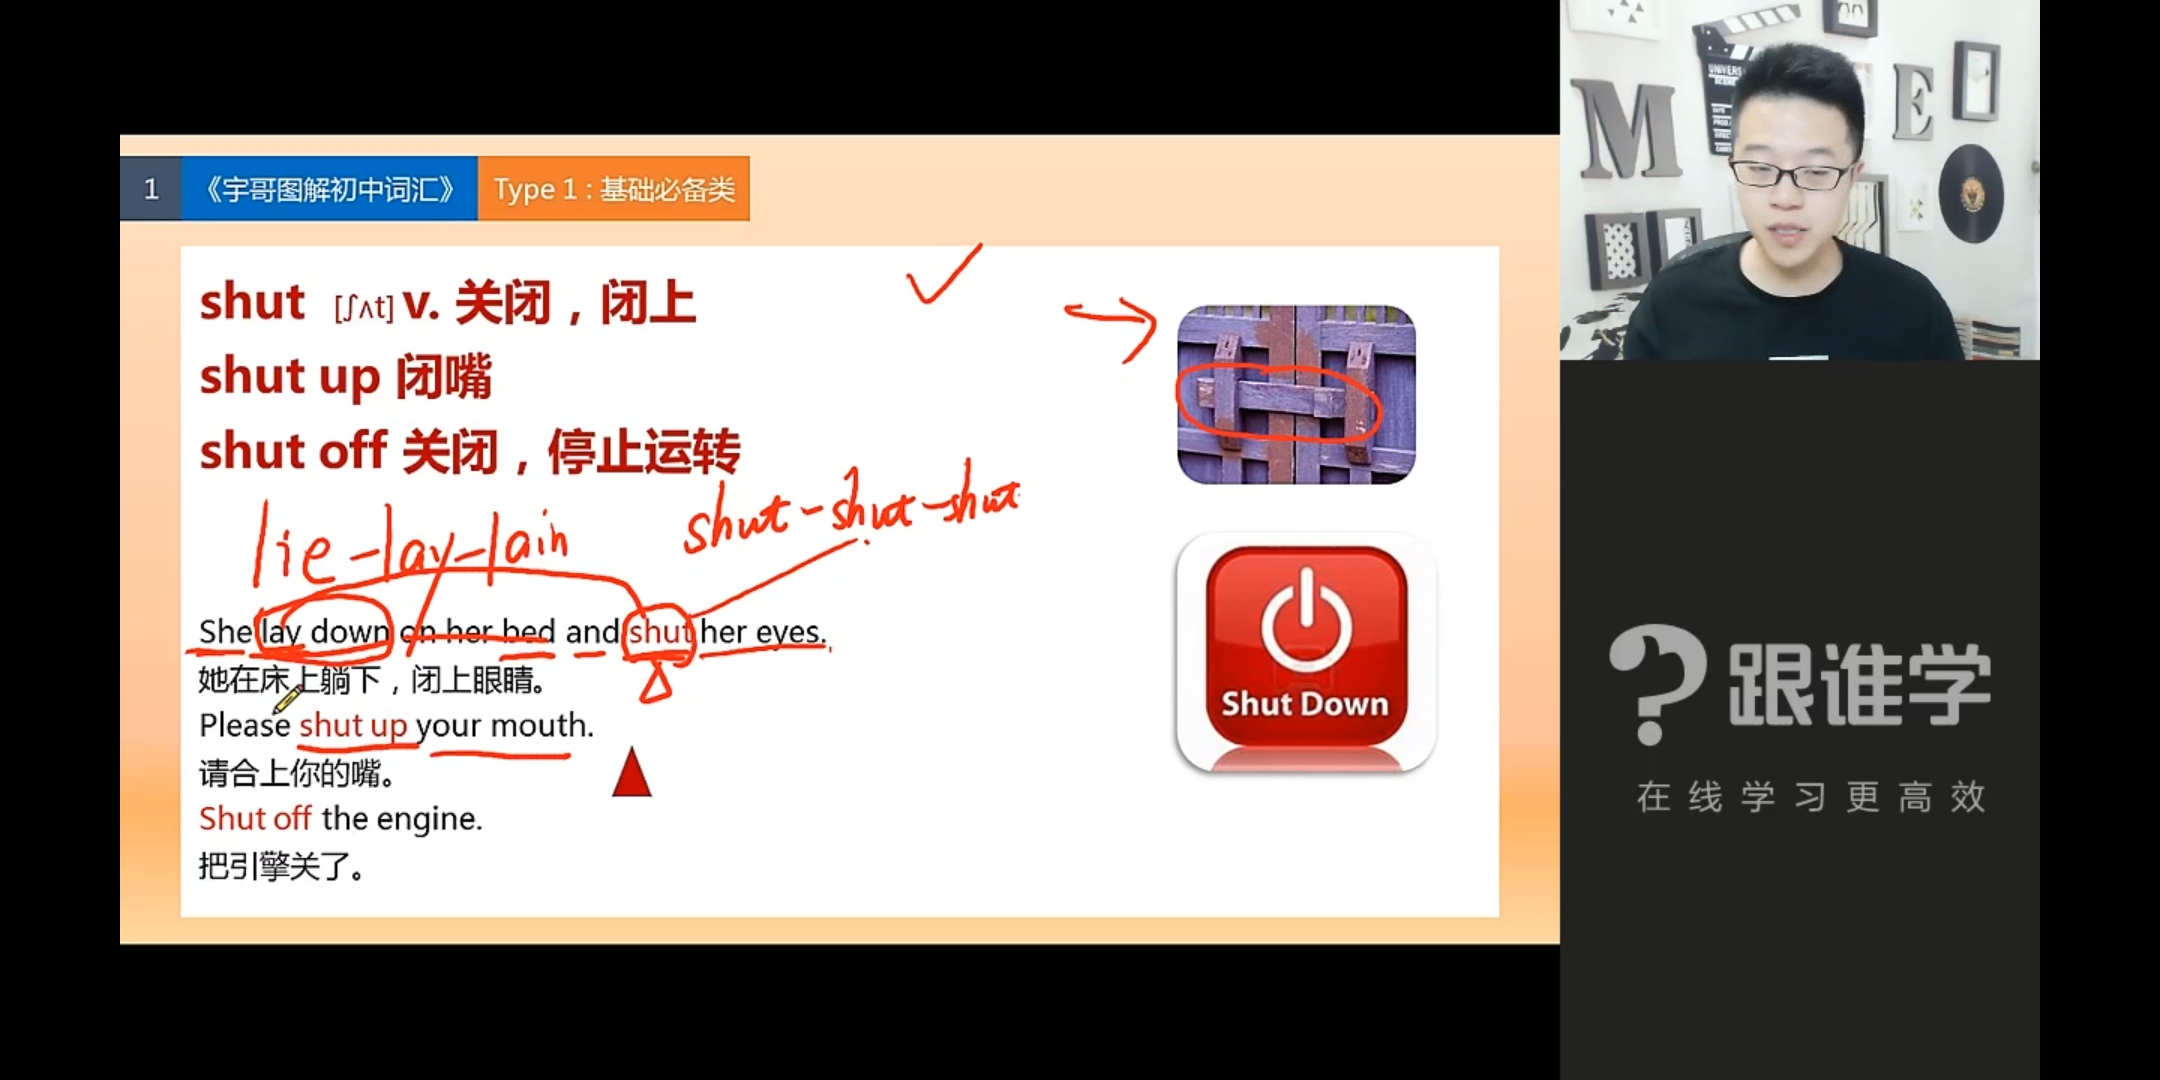 1 《宇哥图解初中词汇》 Type 1 : 基础必备类
shut [ʃʌt] v. 关闭，闭上
shut up 闭嘴
shut off 关闭，停止运转
lie-lay-lain
shut-shut-shut
She lay down on her bed and shut her eyes.
她在床上躺下，闭上眼睛。
Please shut up your mouth.
请合上你的嘴。
Shut off the engine.
把引擎关了。
Shut Down
M
E
跟谁学
在线学习更高效